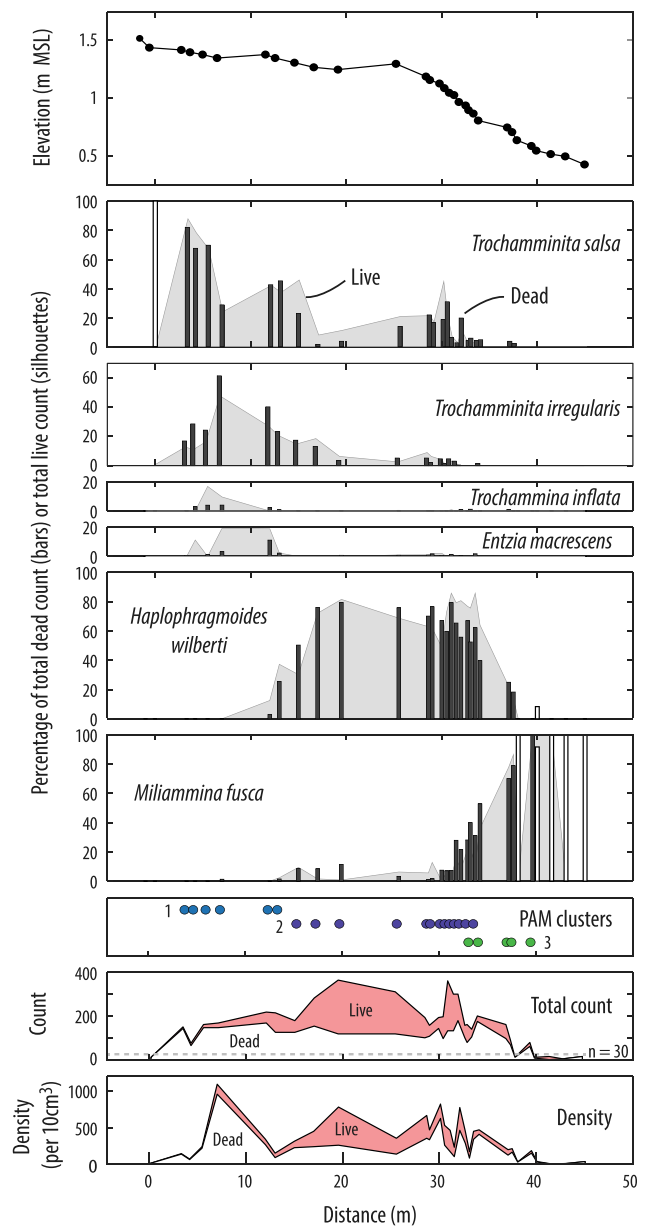 Elevation (m MSL)
1.5
1
0.5
Percentage of total dead count (bars) or total live count (silhouettes)
100
80
60
40
20
0
Trochamminita salsa
Live
Dead
60
40
20
0
Trochamminita irregularis
20
0
Trochammina inflata
20
0
Entzia macrescens
100
80
60
40
20
0
Haplophragmoides
wilberti
100
80
60
40
20
0
Miliammina fusca
1
2
PAM clusters
3
Count
400
200
0
Total count
Live
Dead
n = 30
Density
(per 10cm³)
1000
500
0
Density
Live
Dead
0 10 20 30 40 50
Distance (m)